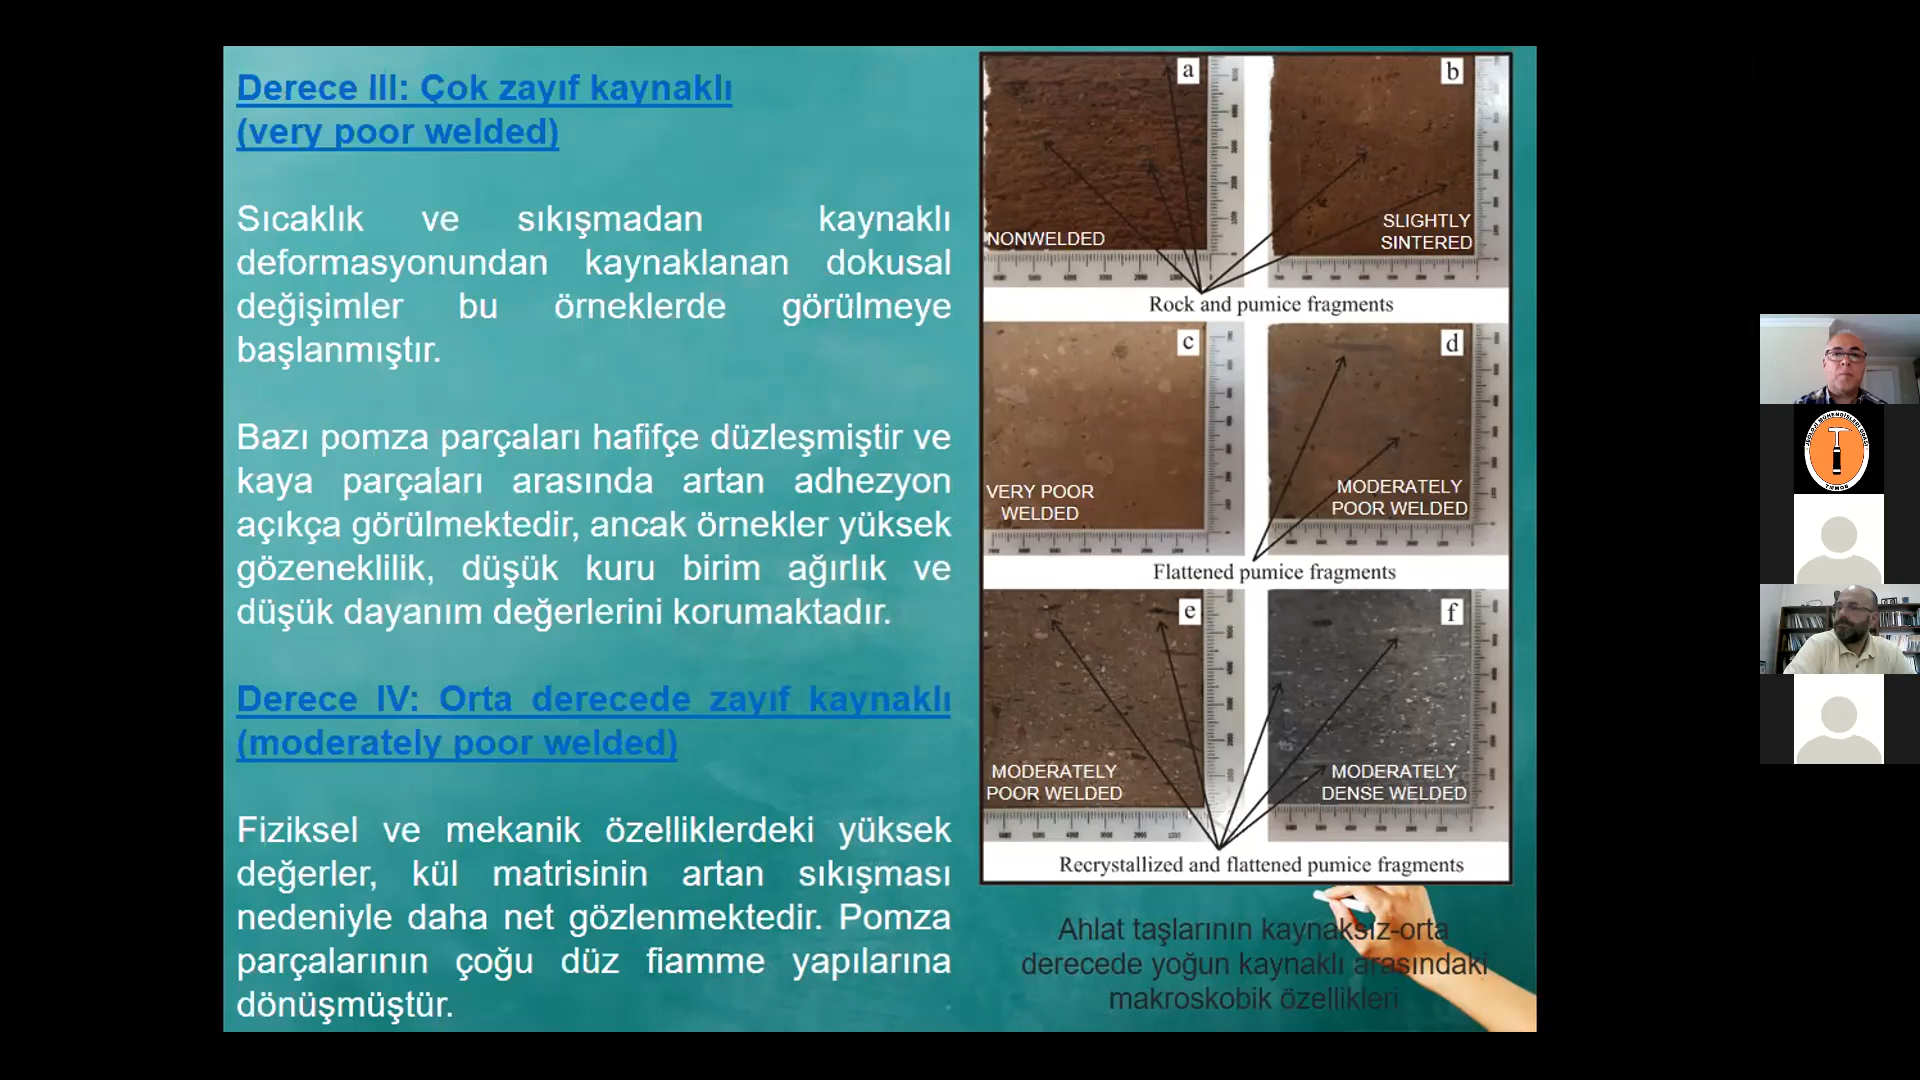 Derece III: Çok zayıf kaynaklı
(very poor welded)
Sıcaklık ve sıkışmadan kaynaklı
deformasyonundan kaynaklanan dokusal
değişimler bu örneklerde görülmeye
başlanmıştır.
Bazı pomza parçaları hafifçe düzleşmiştir ve
kaya parçaları arasında artan adhezyon
açıkça görülmektedir, ancak örnekler yüksek
gözeneklilik, düşük kuru birim ağırlık ve
düşük dayanım değerlerini korumaktadır.
Derece IV: Orta derecede zayıf kaynaklı
(moderately poor welded)
Fiziksel ve mekanik özelliklerdeki yüksek
değerler, kül matrisinin artan sıkışması
nedeniyle daha net gözlenmektedir. Pomza
parçalarının çoğu düz fiamme yapılarına
dönüşmüştür.
a
NONWELDED
b
SLIGHTLY
SINTERED
Rock and pumice fragments
c
VERY POOR
WELDED
d
MODERATELY
POOR WELDED
Flattened pumice fragments
e
MODERATELY
POOR WELDED
f
MODERATELY
DENSE WELDED
Recrystallized and flattened pumice fragments
Ahlat taşlarının kaynaksız-orta
derecede yoğun kaynaklı arasındaki
makroskobik özellikleri